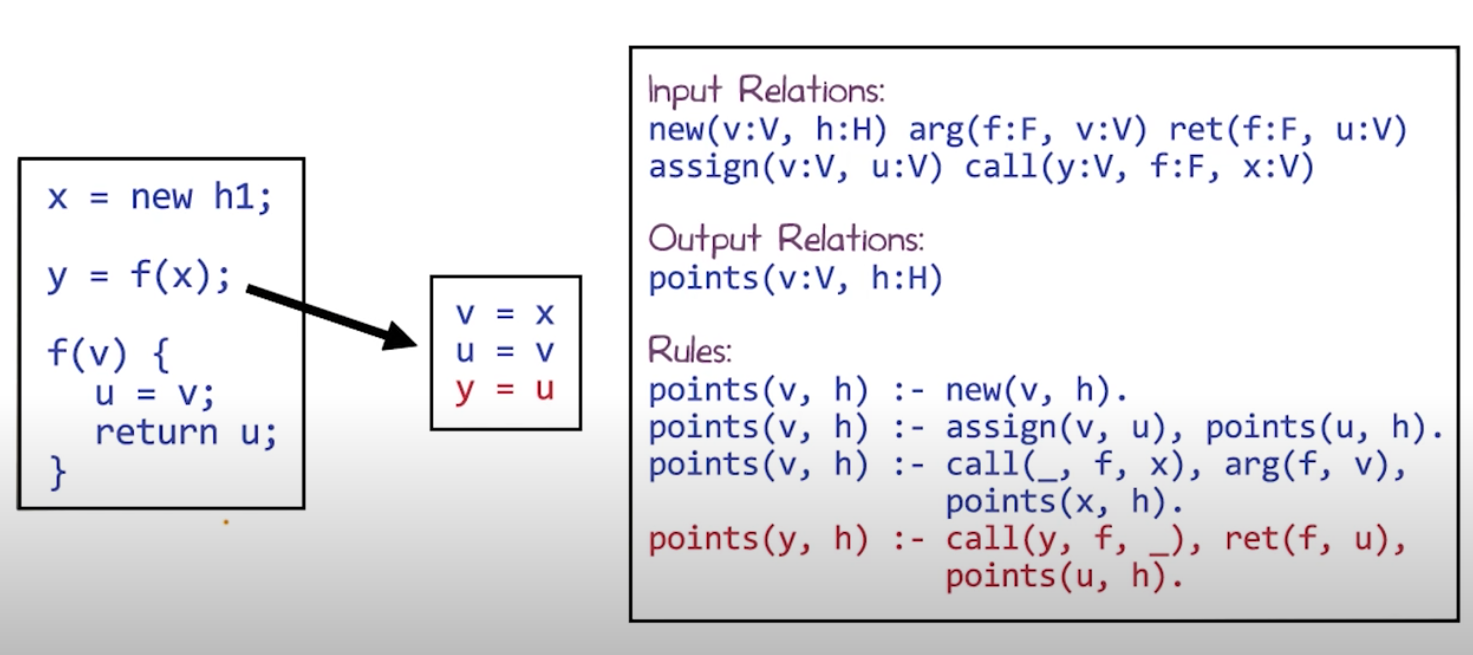 x = new h1;
y = f(x);
f(v) {
u = v;
return u;
}
v = x
u = v
y = u
Input Relations:
new(v:V, h:H) arg(f:F, v:V) ret(f:F, u:V)
assign(v:V, u:V) call(y:V, f:F, x:V)
Output Relations:
points(v:V, h:H)
Rules:
points(v, h) :- new(v, h).
points(v, h) :- assign(v, u), points(u, h).
points(v, h) :- call(_, f, x), arg(f, v),
points(x, h).
points(y, h) :- call(y, f, _), ret(f, u),
points(u, h).